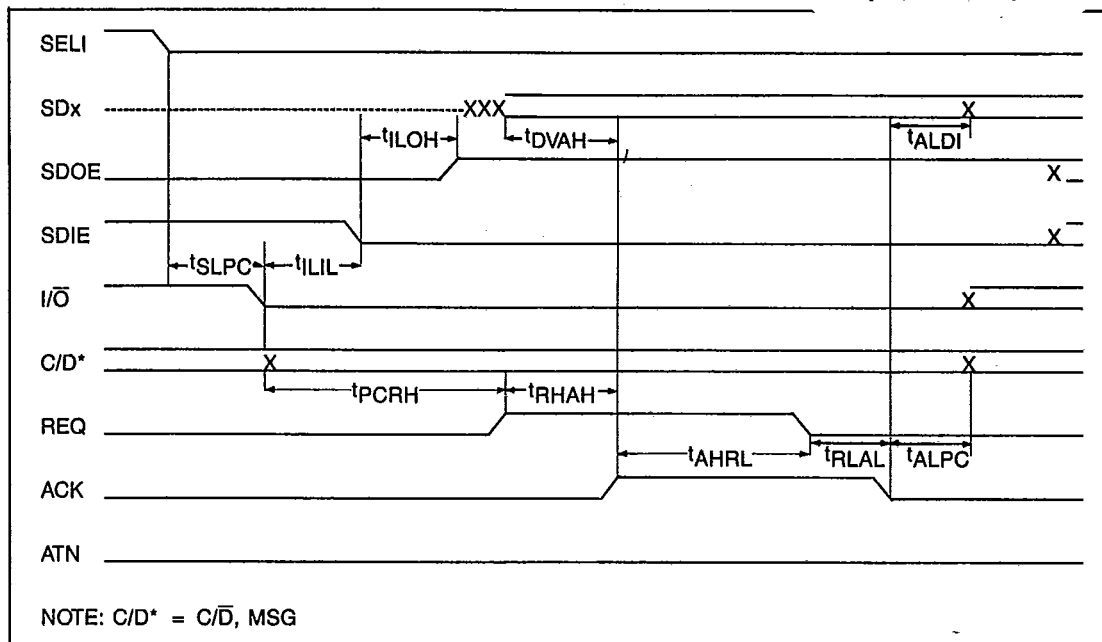 SELI
SDx XXX X
tILOH tDVAH tALDI
SDOE X
SDIE X
tSLPC tILIL
I/O̅ X
C/D* X X
tPCRH tRHAH
REQ
tAHRL tRLAL tALPC
ACK
ATN
NOTE: C/D* = C/D̅, MSG